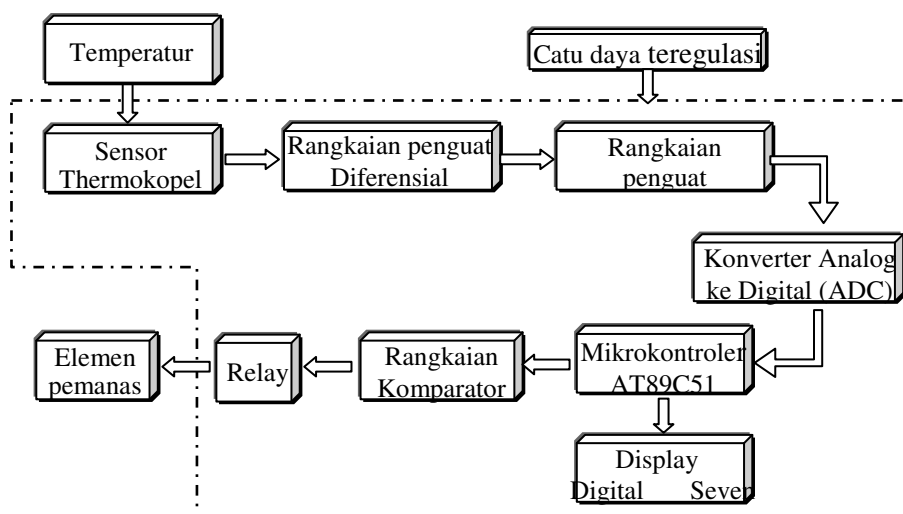 Temperatur
Catu daya teregulasi
Sensor
Thermokopel
Rangkaian penguat
Diferensial
Rangkaian
penguat
Konverter Analog
ke Digital (ADC)
Elemen
pemanas
Relay
Rangkaian
Komparator
Mikrokontroler
AT89C51
Display
Digital Seven